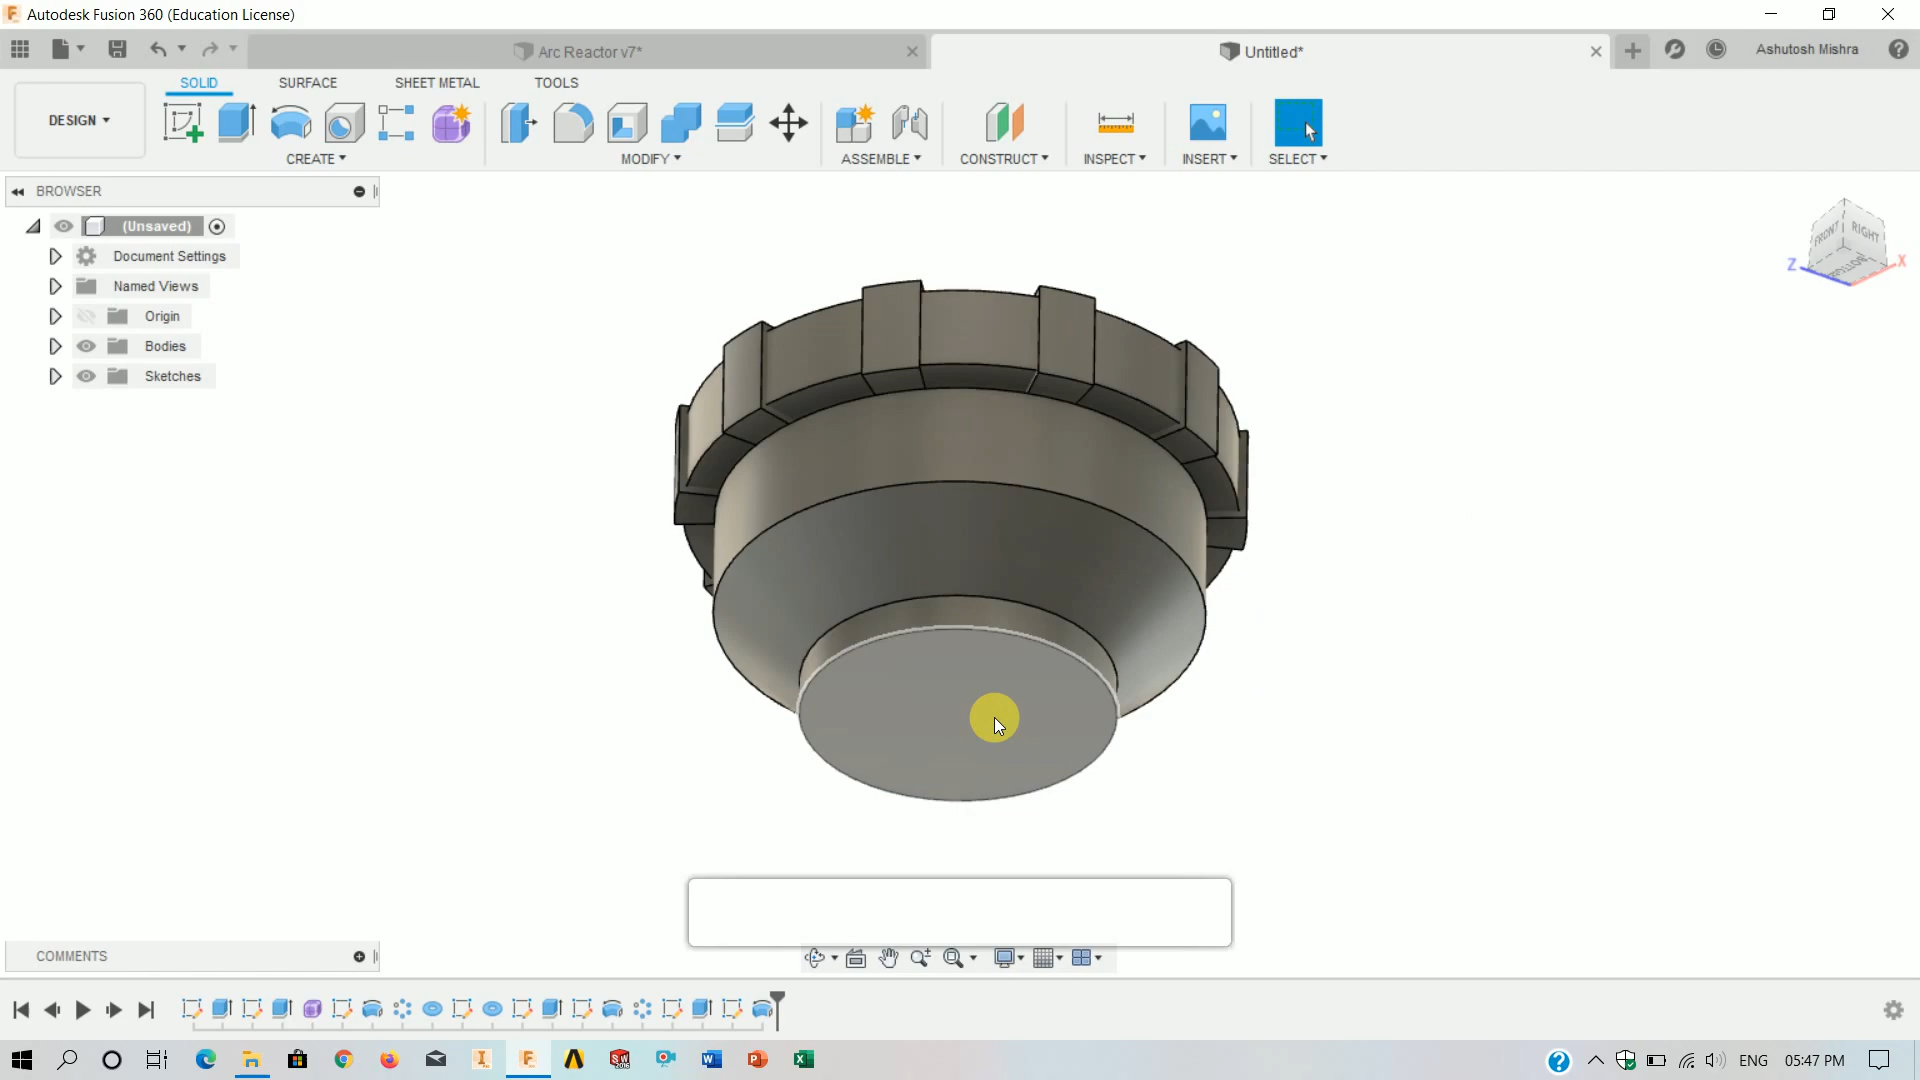 Autodesk Fusion 360 (Education License)
Arc Reactor v7*
Untitled*
Ashutosh Mishra
DESIGN
SOLID
SURFACE
SHEET METAL
TOOLS
CREATE
MODIFY
ASSEMBLE
CONSTRUCT
INSPECT
INSERT
SELECT
BROWSER
(Unsaved)
Document Settings
Named Views
Origin
Bodies
Sketches
FRONT
RIGHT
BOTTOM
Z
X
COMMENTS
ENG
05:47 PM